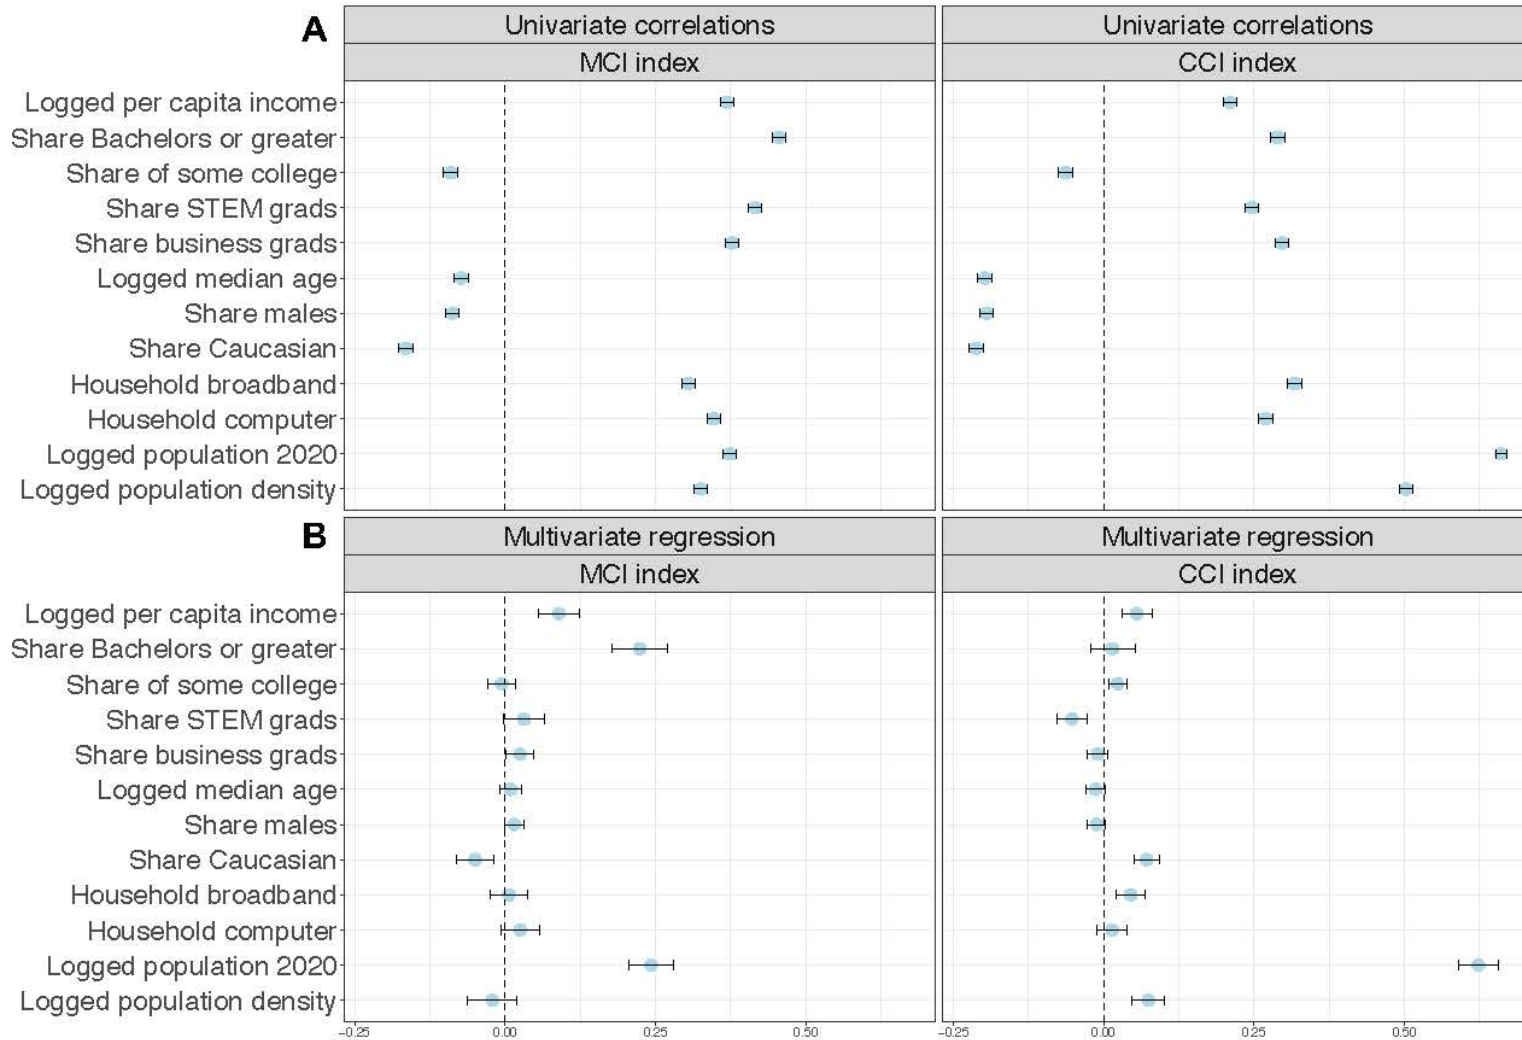 A
Univariate correlations
Univariate correlations
MCI index
CCI index
Logged per capita income
Share Bachelors or greater
Share of some college
Share STEM grads
Share business grads
Logged median age
Share males
Share Caucasian
Household broadband
Household computer
Logged population 2020
Logged population density
B
Multivariate regression
Multivariate regression
MCI index
CCI index
Logged per capita income
Share Bachelors or greater
Share of some college
Share STEM grads
Share business grads
Logged median age
Share males
Share Caucasian
Household broadband
Household computer
Logged population 2020
Logged population density
−0.25 0.00 0.25 0.50
−0.25 0.00 0.25 0.50